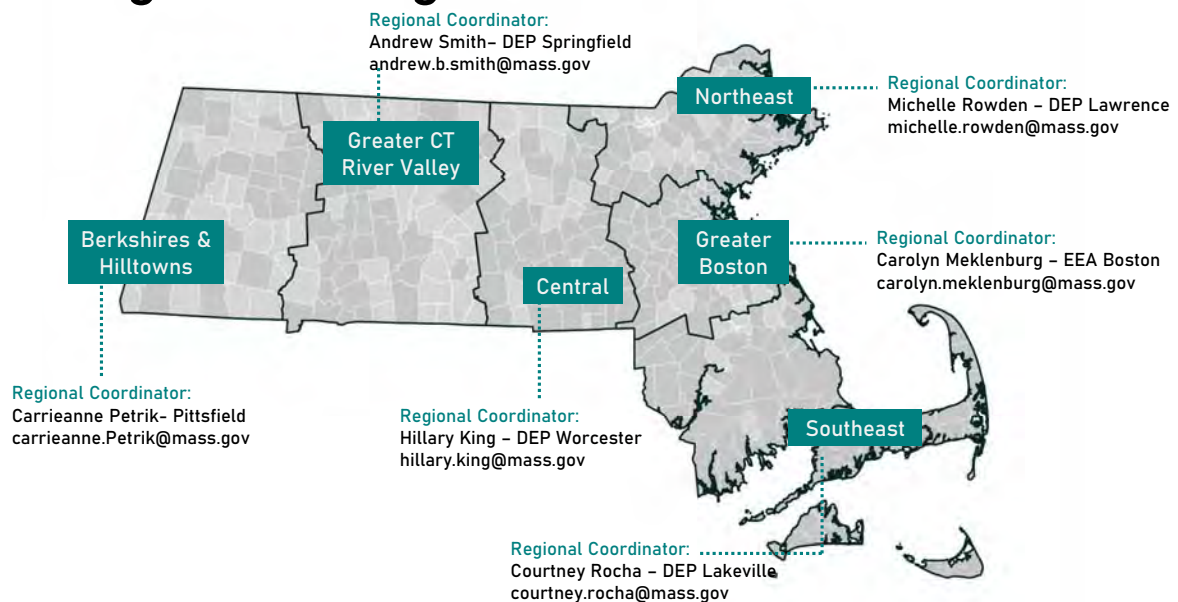 Regional Coordinator:
Andrew Smith– DEP Springfield
andrew.b.smith@mass.gov
Northeast
Regional Coordinator:
Michelle Rowden – DEP Lawrence
michelle.rowden@mass.gov
Greater CT
River Valley
Berkshires &
Hilltowns
Greater
Boston
Regional Coordinator:
Carolyn Meklenburg – EEA Boston
carolyn.meklenburg@mass.gov
Central
Regional Coordinator:
Carrieanne Petrik- Pittsfield
carrieanne.Petrik@mass.gov
Regional Coordinator:
Hillary King – DEP Worcester
hillary.king@mass.gov
Southeast
Regional Coordinator:
Courtney Rocha – DEP Lakeville
courtney.rocha@mass.gov